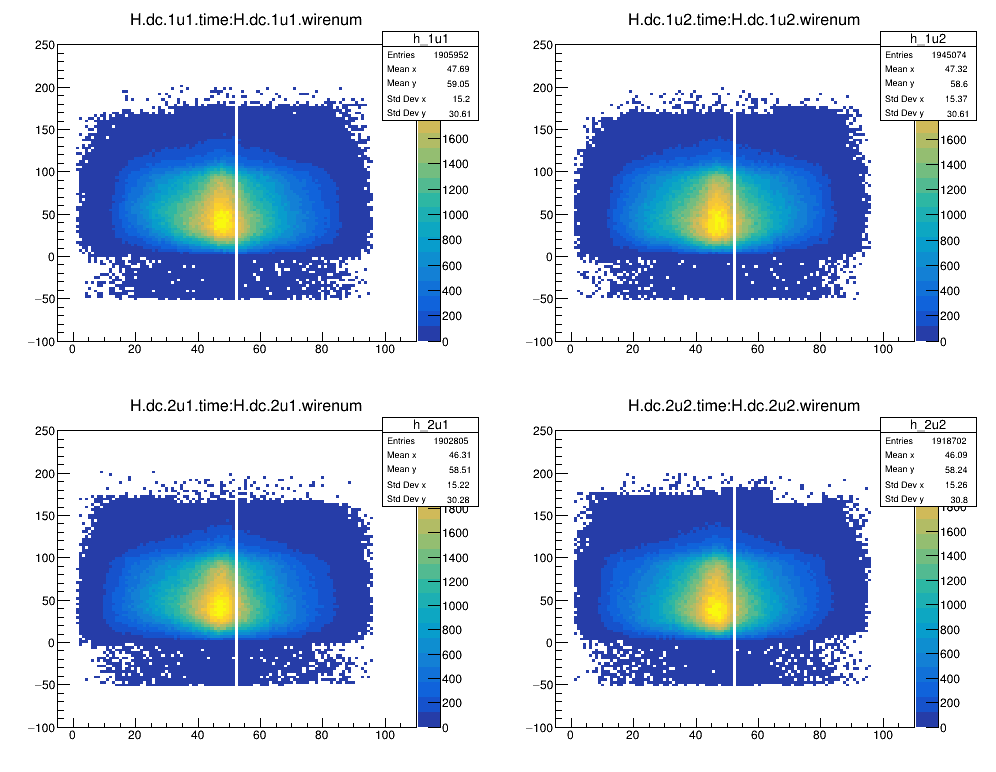 H.dc.1u1.time:H.dc.1u1.wirenum
h_1u1
Entries 1905952
Mean x 47.69
Mean y 59.05
Std Dev x 15.2
Std Dev y 30.61
250
200
150
100
50
0
−50
−100
0 20 40 60 80 100
1600
1400
1200
1000
800
600
400
200
0
H.dc.1u2.time:H.dc.1u2.wirenum
h_1u2
Entries 1945074
Mean x 47.32
Mean y 58.6
Std Dev x 15.37
Std Dev y 30.61
250
200
150
100
50
0
−50
−100
0 20 40 60 80 100
1600
1400
1200
1000
800
600
400
200
0
H.dc.2u1.time:H.dc.2u1.wirenum
h_2u1
Entries 1902805
Mean x 46.31
Mean y 58.51
Std Dev x 15.22
Std Dev y 30.28
250
200
150
100
50
0
−50
−100
0 20 40 60 80 100
1800
1600
1400
1200
1000
800
600
400
200
0
H.dc.2u2.time:H.dc.2u2.wirenum
h_2u2
Entries 1918702
Mean x 46.09
Mean y 58.24
Std Dev x 15.26
Std Dev y 30.8
250
200
150
100
50
0
−50
−100
0 20 40 60 80 100
1800
1600
1400
1200
1000
800
600
400
200
0